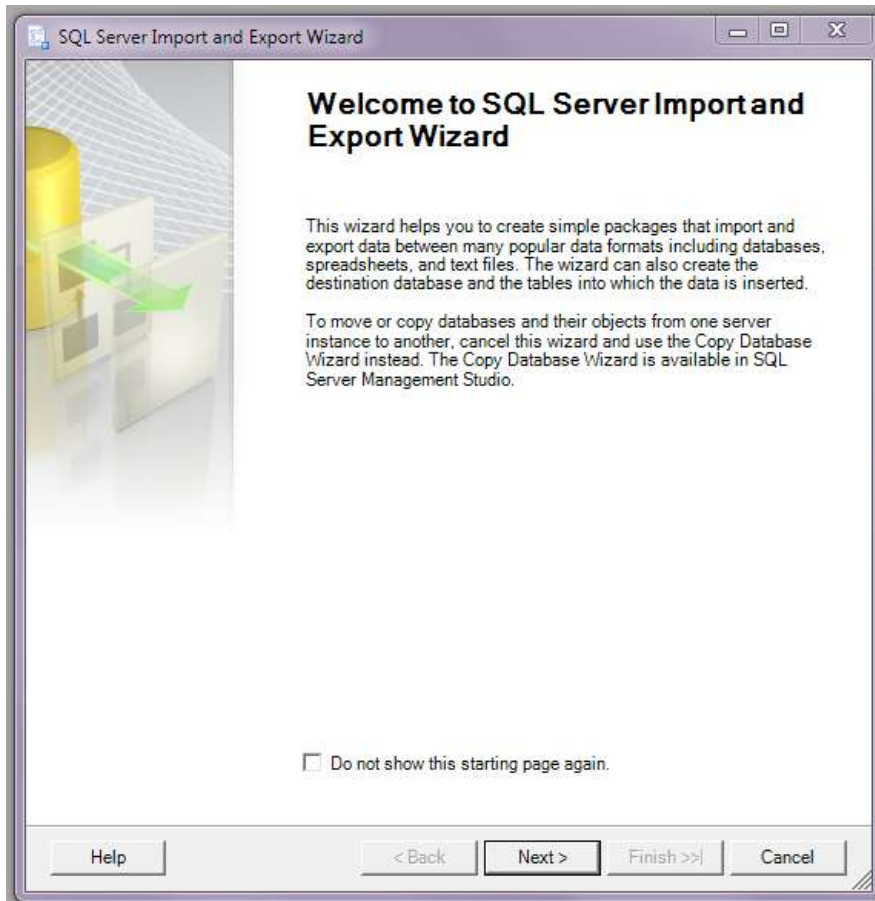 SQL Server Import and Export Wizard
Welcome to SQL Server Import and
Export Wizard
This wizard helps you to create simple packages that import and
export data between many popular data formats including databases,
spreadsheets, and text files. The wizard can also create the
destination database and the tables into which the data is inserted.
To move or copy databases and their objects from one server
instance to another, cancel this wizard and use the Copy Database
Wizard instead. The Copy Database Wizard is available in SQL
Server Management Studio.
Do not show this starting page again.
Help
< Back
Next >
Finish >>|
Cancel